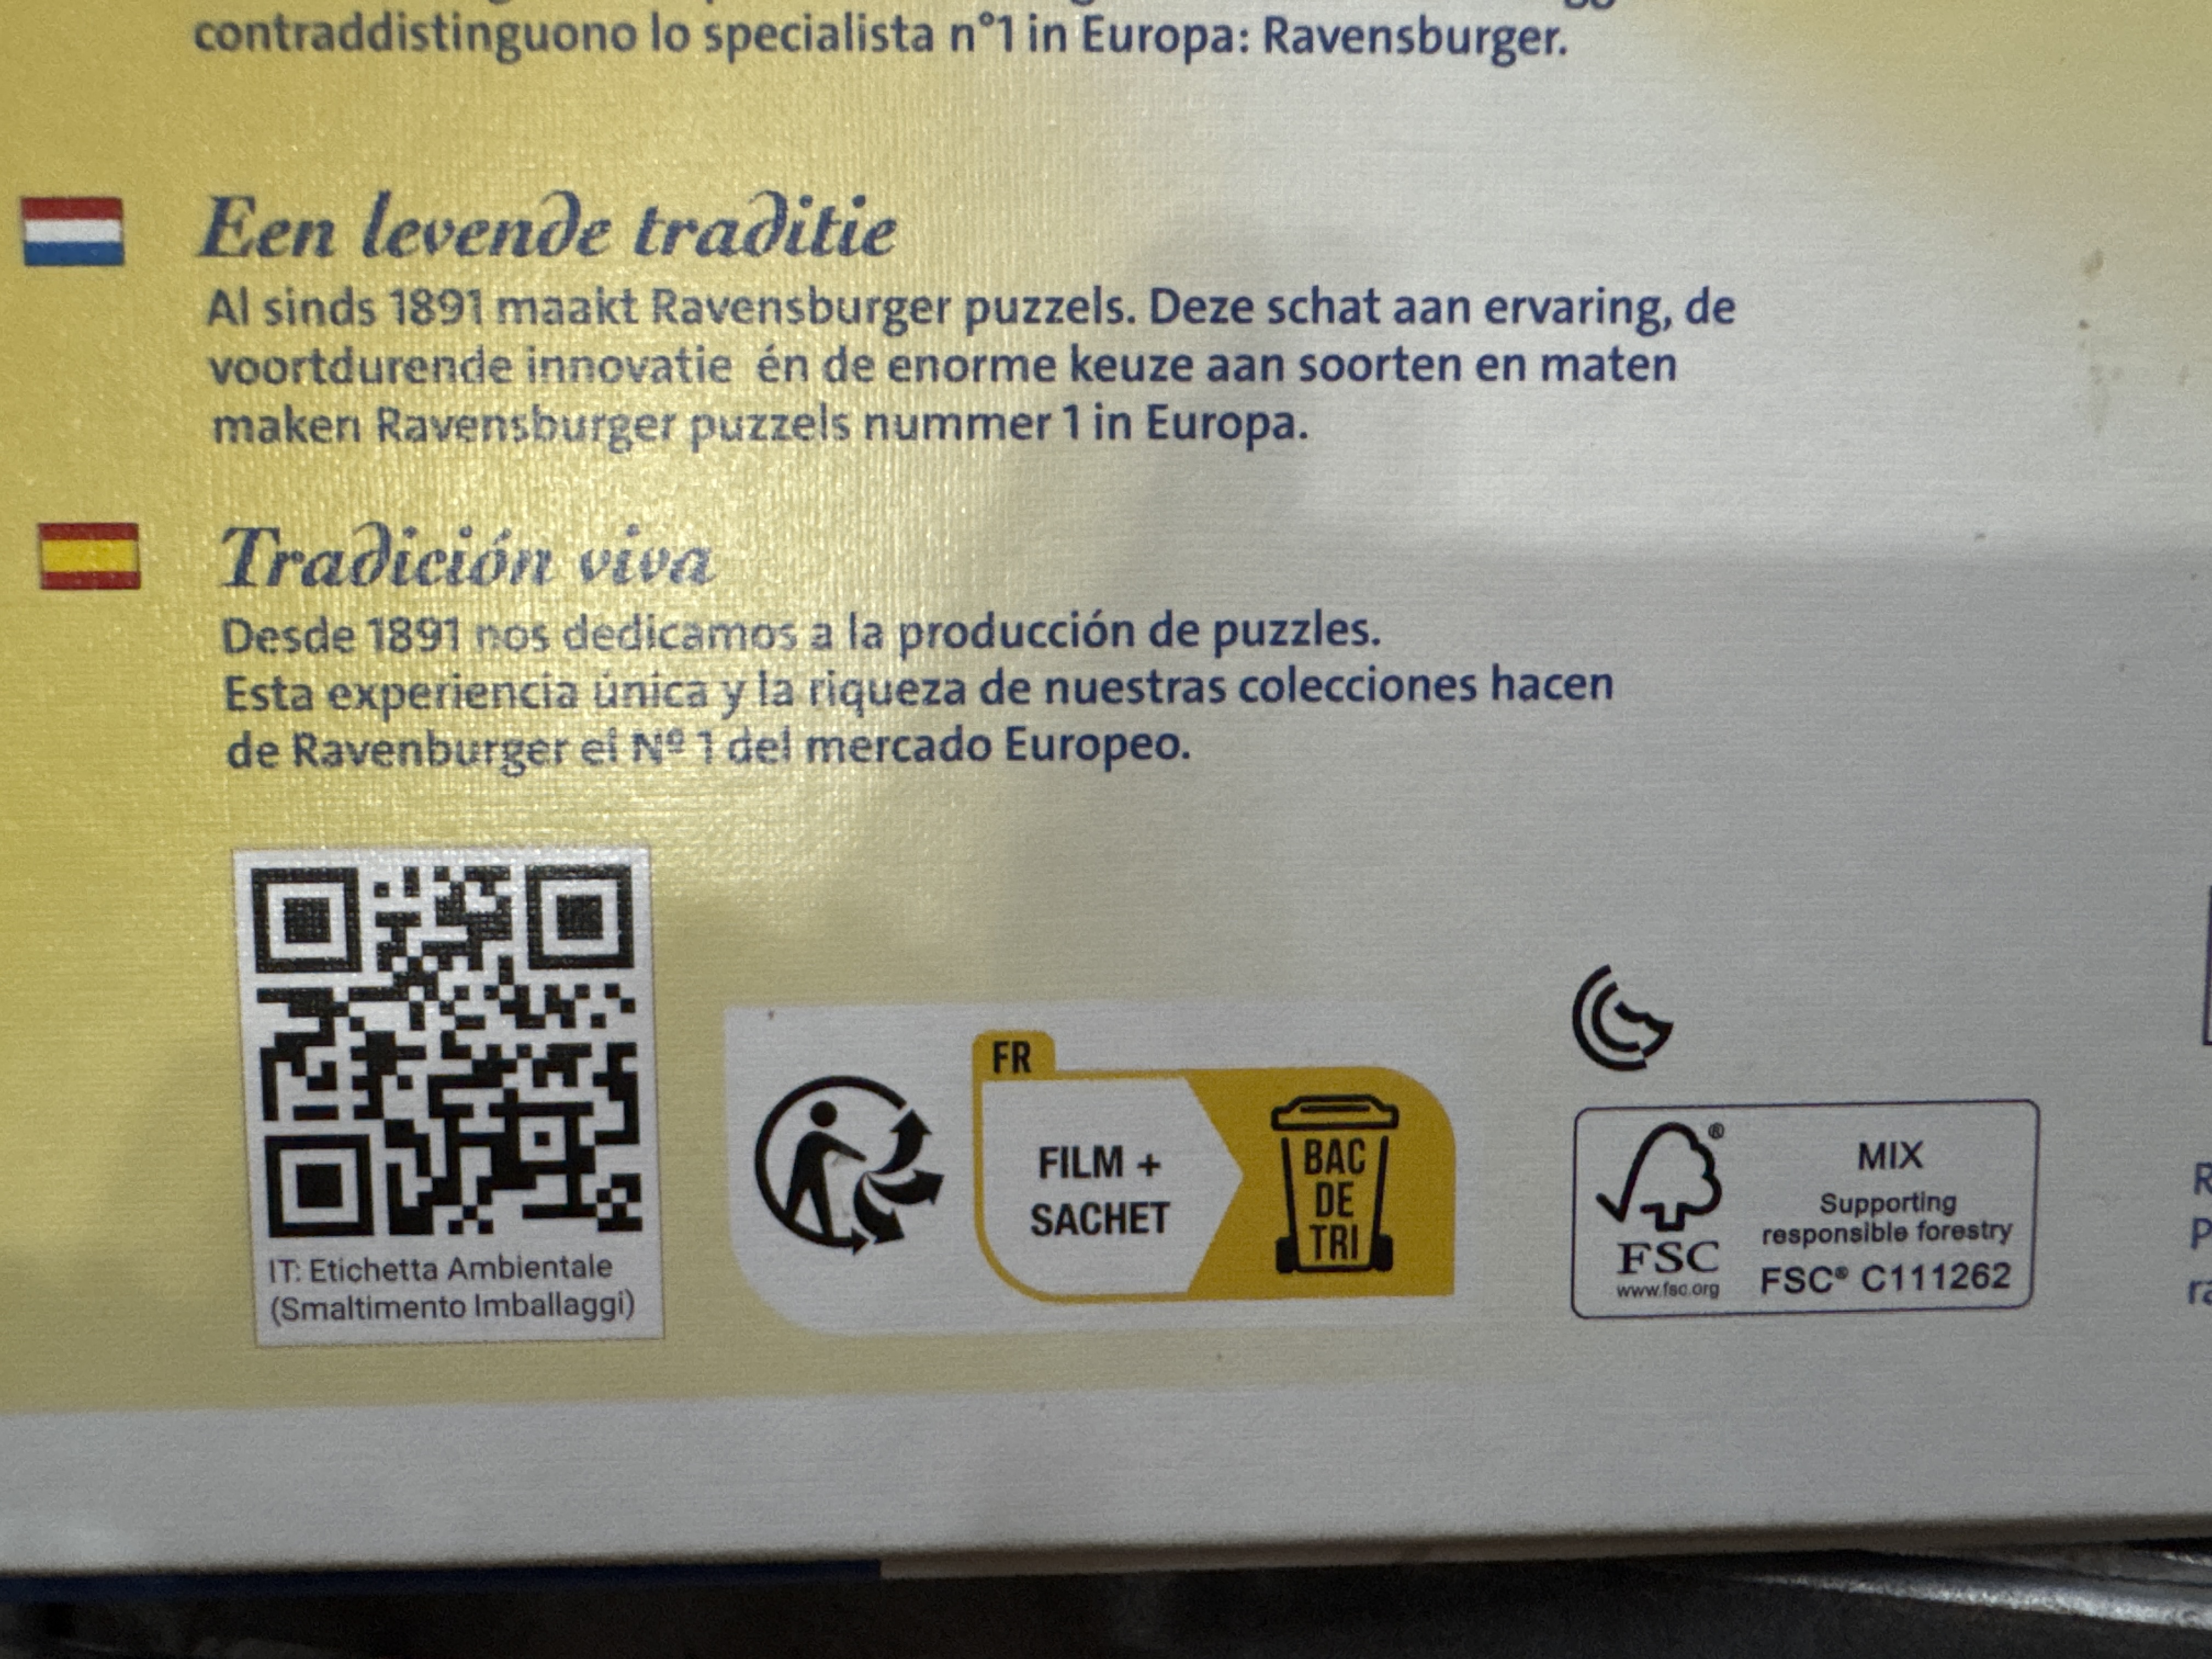 contraddistinguono lo specialista n°1 in Europa: Ravensburger.
Een levende traditie
Al sinds 1891 maakt Ravensburger puzzels. Deze schat aan ervaring, de
voortdurende innovatie én de enorme keuze aan soorten en maten
maken Ravensburger puzzels nummer 1 in Europa.
Tradición viva
Desde 1891 nos dedicamos a la producción de puzzles.
Esta experiencia única y la riqueza de nuestras colecciones hacen
de Ravenburger el Nº 1 del mercado Europeo.
IT: Etichetta Ambientale
(Smaltimento Imballaggi)
FR
FILM +
SACHET
BAC
DE
TRI
®
FSC
www.fsc.org
MIX
Supporting
responsible forestry
FSC® C111262